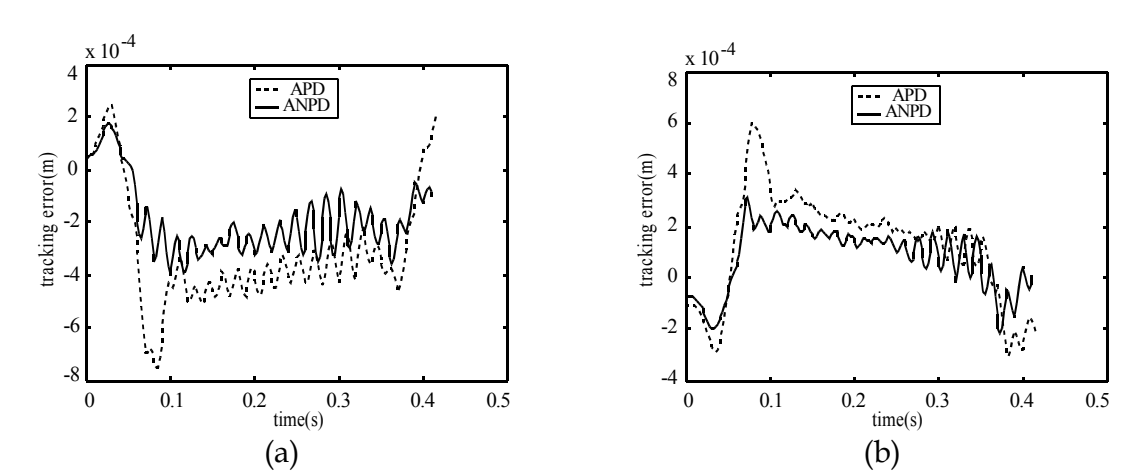 x 10^-4
4
2
0
-2
-4
-6
-8
tracking error(m)
APD
ANPD
0 0.1 0.2 0.3 0.4 0.5
time(s)
(a)
x 10^-4
8
6
4
2
0
-2
-4
tracking error(m)
APD
ANPD
0 0.1 0.2 0.3 0.4 0.5
time(s)
(b)